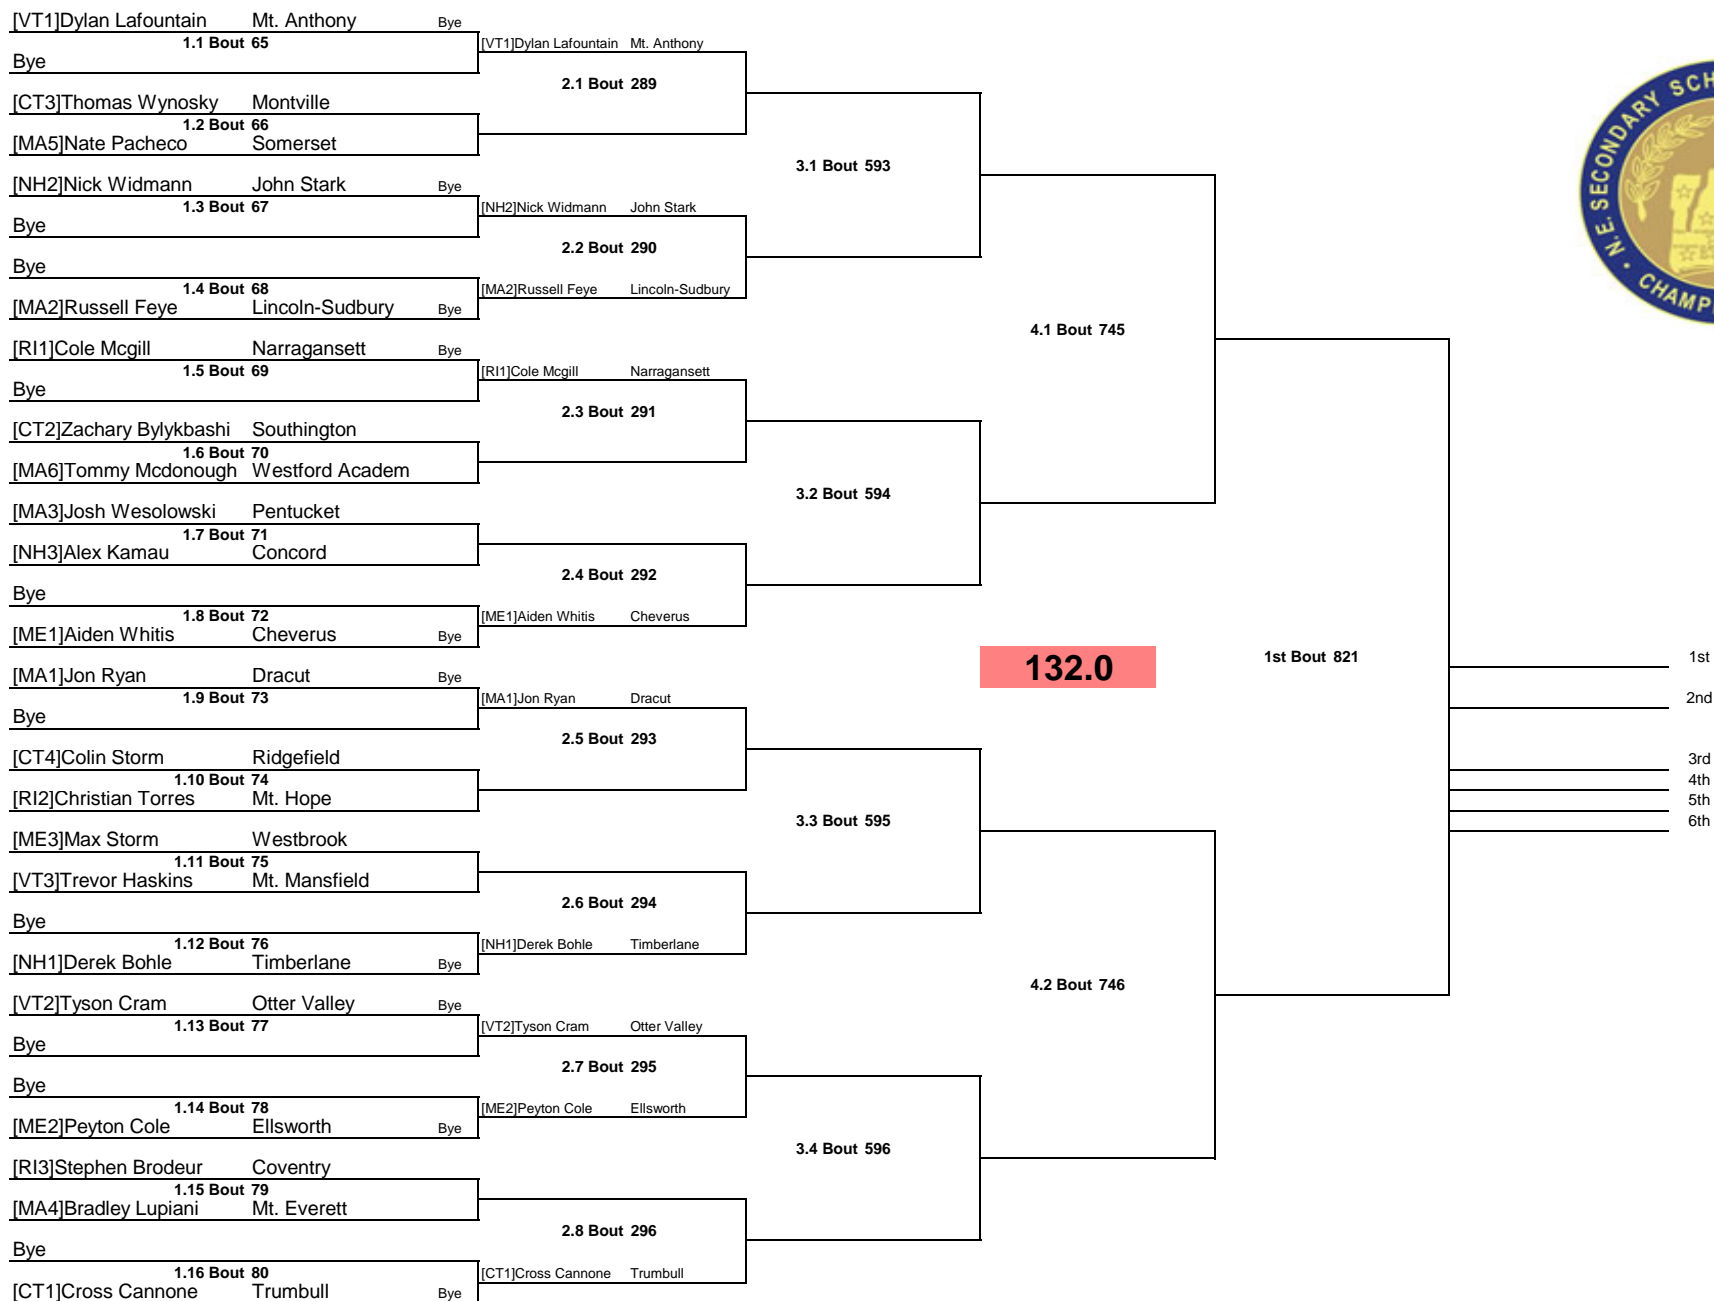 [VT1]Dylan Lafountain Mt. Anthony Bye
1.1 Bout 65
Bye
[CT3]Thomas Wynosky Montville
1.2 Bout 66
[MA5]Nate Pacheco Somerset
[NH2]Nick Widmann John Stark Bye
1.3 Bout 67
Bye
Bye
1.4 Bout 68
[MA2]Russell Feye Lincoln-Sudbury Bye
[RI1]Cole Mcgill Narragansett Bye
1.5 Bout 69
Bye
[CT2]Zachary Bylykbashi Southington
1.6 Bout 70
[MA6]Tommy Mcdonough Westford Academ
[MA3]Josh Wesolowski Pentucket
1.7 Bout 71
[NH3]Alex Kamau Concord
Bye
1.8 Bout 72
[ME1]Aiden Whitis Cheverus Bye
[MA1]Jon Ryan Dracut Bye
1.9 Bout 73
Bye
[CT4]Colin Storm Ridgefield
1.10 Bout 74
[RI2]Christian Torres Mt. Hope
[ME3]Max Storm Westbrook
1.11 Bout 75
[VT3]Trevor Haskins Mt. Mansfield
Bye
1.12 Bout 76
[NH1]Derek Bohle Timberlane Bye
[VT2]Tyson Cram Otter Valley Bye
1.13 Bout 77
Bye
Bye
1.14 Bout 78
[ME2]Peyton Cole Ellsworth Bye
[RI3]Stephen Brodeur Coventry
1.15 Bout 79
[MA4]Bradley Lupiani Mt. Everett
Bye
1.16 Bout 80
[CT1]Cross Cannone Trumbull Bye
[VT1]Dylan Lafountain Mt. Anthony
2.1 Bout 289
[NH2]Nick Widmann John Stark
2.2 Bout 290
[MA2]Russell Feye Lincoln-Sudbury
[RI1]Cole Mcgill Narragansett
2.3 Bout 291
2.4 Bout 292
[ME1]Aiden Whitis Cheverus
[MA1]Jon Ryan Dracut
2.5 Bout 293
2.6 Bout 294
[NH1]Derek Bohle Timberlane
[VT2]Tyson Cram Otter Valley
2.7 Bout 295
[ME2]Peyton Cole Ellsworth
2.8 Bout 296
[CT1]Cross Cannone Trumbull
3.1 Bout 593
3.2 Bout 594
3.3 Bout 595
3.4 Bout 596
4.1 Bout 745
132.0
4.2 Bout 746
1st Bout 821
1st
2nd
3rd
4th
5th
6th
N.E. SECONDARY SCH
CHAMP